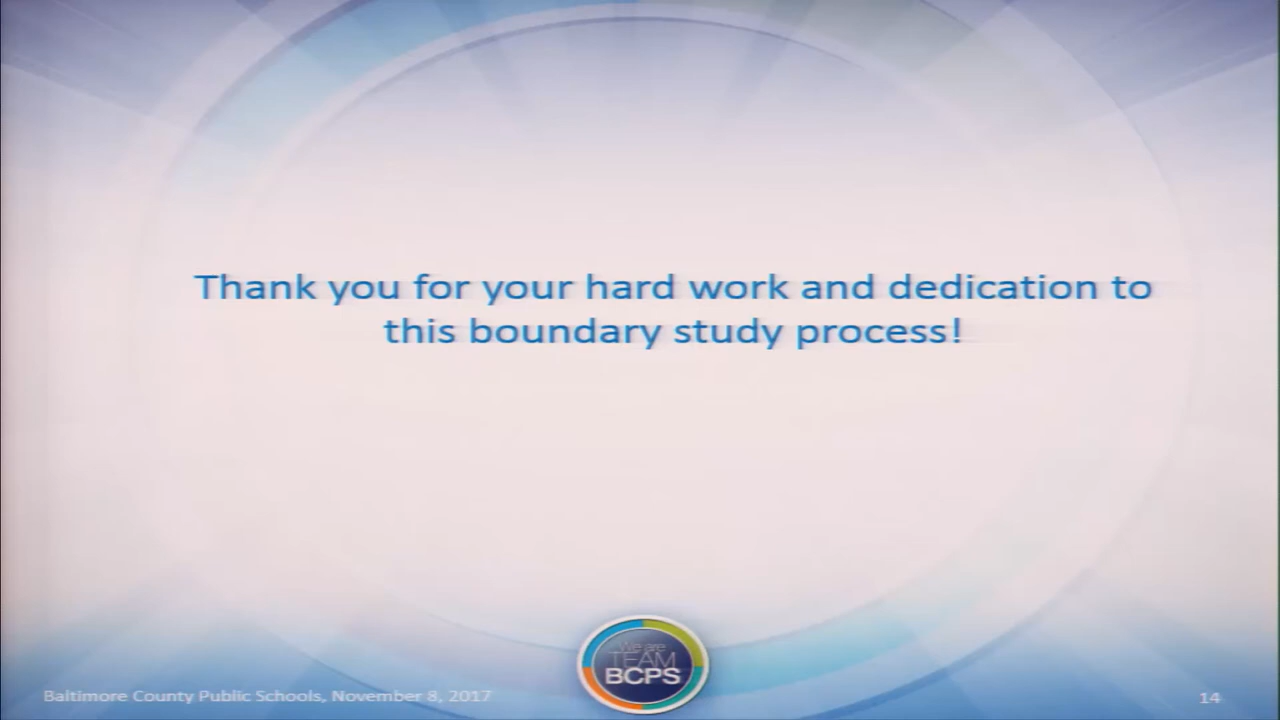 Thank you for your hard work and dedication to
this boundary study process!
We are
TEAM
BCPS
Baltimore County Public Schools, November 8, 2017
14